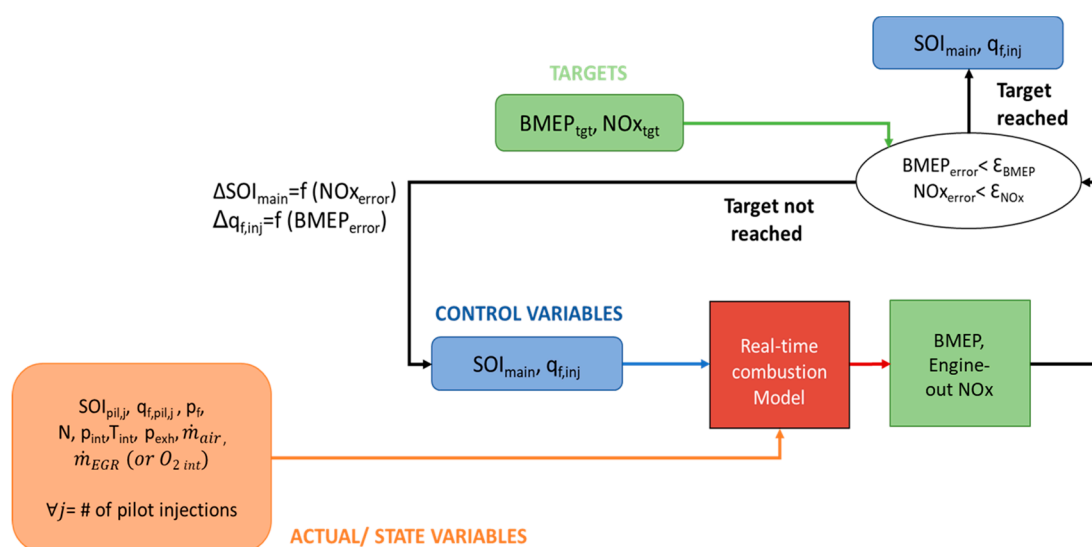 SOI_main, q_f,inj
TARGETS
Target
reached
BMEP_tgt, NOx_tgt
BMEP_error< Ɛ_BMEP
NOx_error< Ɛ_NOx
ΔSOI_main=f (NOx_error)
Δq_f,inj=f (BMEP_error)
Target not
reached
CONTROL VARIABLES
SOI_main, q_f,inj
Real-time
combustion
Model
BMEP,
Engine-
out NOx
SOI_pil,j, q_f,pil,j , p_f,
N, p_int,T_int, p_exh, ṁ_air,
ṁ_EGR (or O_2 int)
∀j= # of pilot injections
ACTUAL/ STATE VARIABLES